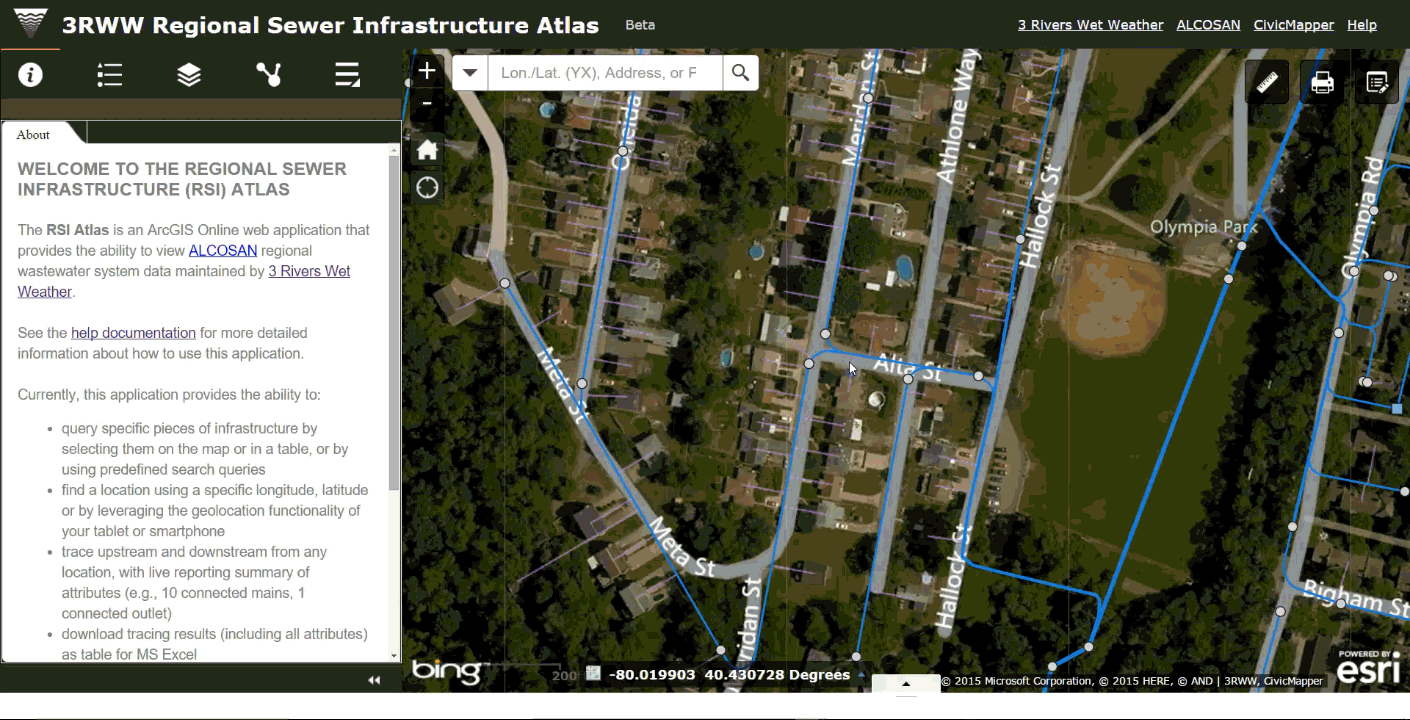 3RWW Regional Sewer Infrastructure Atlas Beta
3 Rivers Wet Weather ALCOSAN CivicMapper Help
About
WELCOME TO THE REGIONAL SEWER
INFRASTRUCTURE (RSI) ATLAS
The RSI Atlas is an ArcGIS Online web application that
provides the ability to view ALCOSAN regional
wastewater system data maintained by 3 Rivers Wet
Weather.
See the help documentation for more detailed
information about how to use this application.
Currently, this application provides the ability to:
• query specific pieces of infrastructure by
selecting them on the map or in a table, or by
using predefined search queries
• find a location using a specific longitude, latitude
or by leveraging the geolocation functionality of
your tablet or smartphone
• trace upstream and downstream from any
location, with live reporting summary of
attributes (e.g., 10 connected mains, 1
connected outlet)
• download tracing results (including all attributes)
as table for MS Excel
+
-
Lon./Lat. (YX), Address, or F
Meridan St
Athlone Way
Hallock St
Olympia Park
Olympia Rd
Alta St
Meta St
Meta St
Hallock St
ridan St
Bigham St
bing
200
-80.019903 40.430728 Degrees
© 2015 Microsoft Corporation, © 2015 HERE, © AND | 3RWW, CivicMapper
POWERED BY
esri